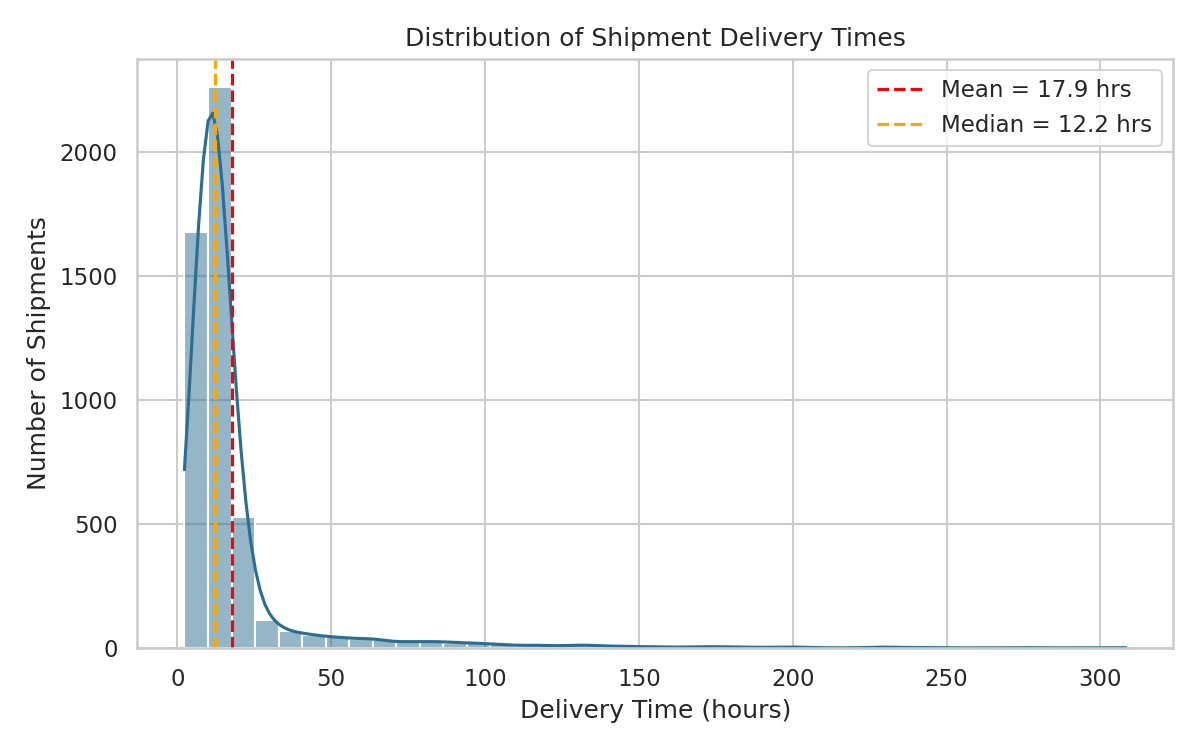 Distribution of Shipment Delivery Times
Mean = 17.9 hrs
Median = 12.2 hrs
Number of Shipments
2000
1500
1000
500
0
0 50 100 150 200 250 300
Delivery Time (hours)